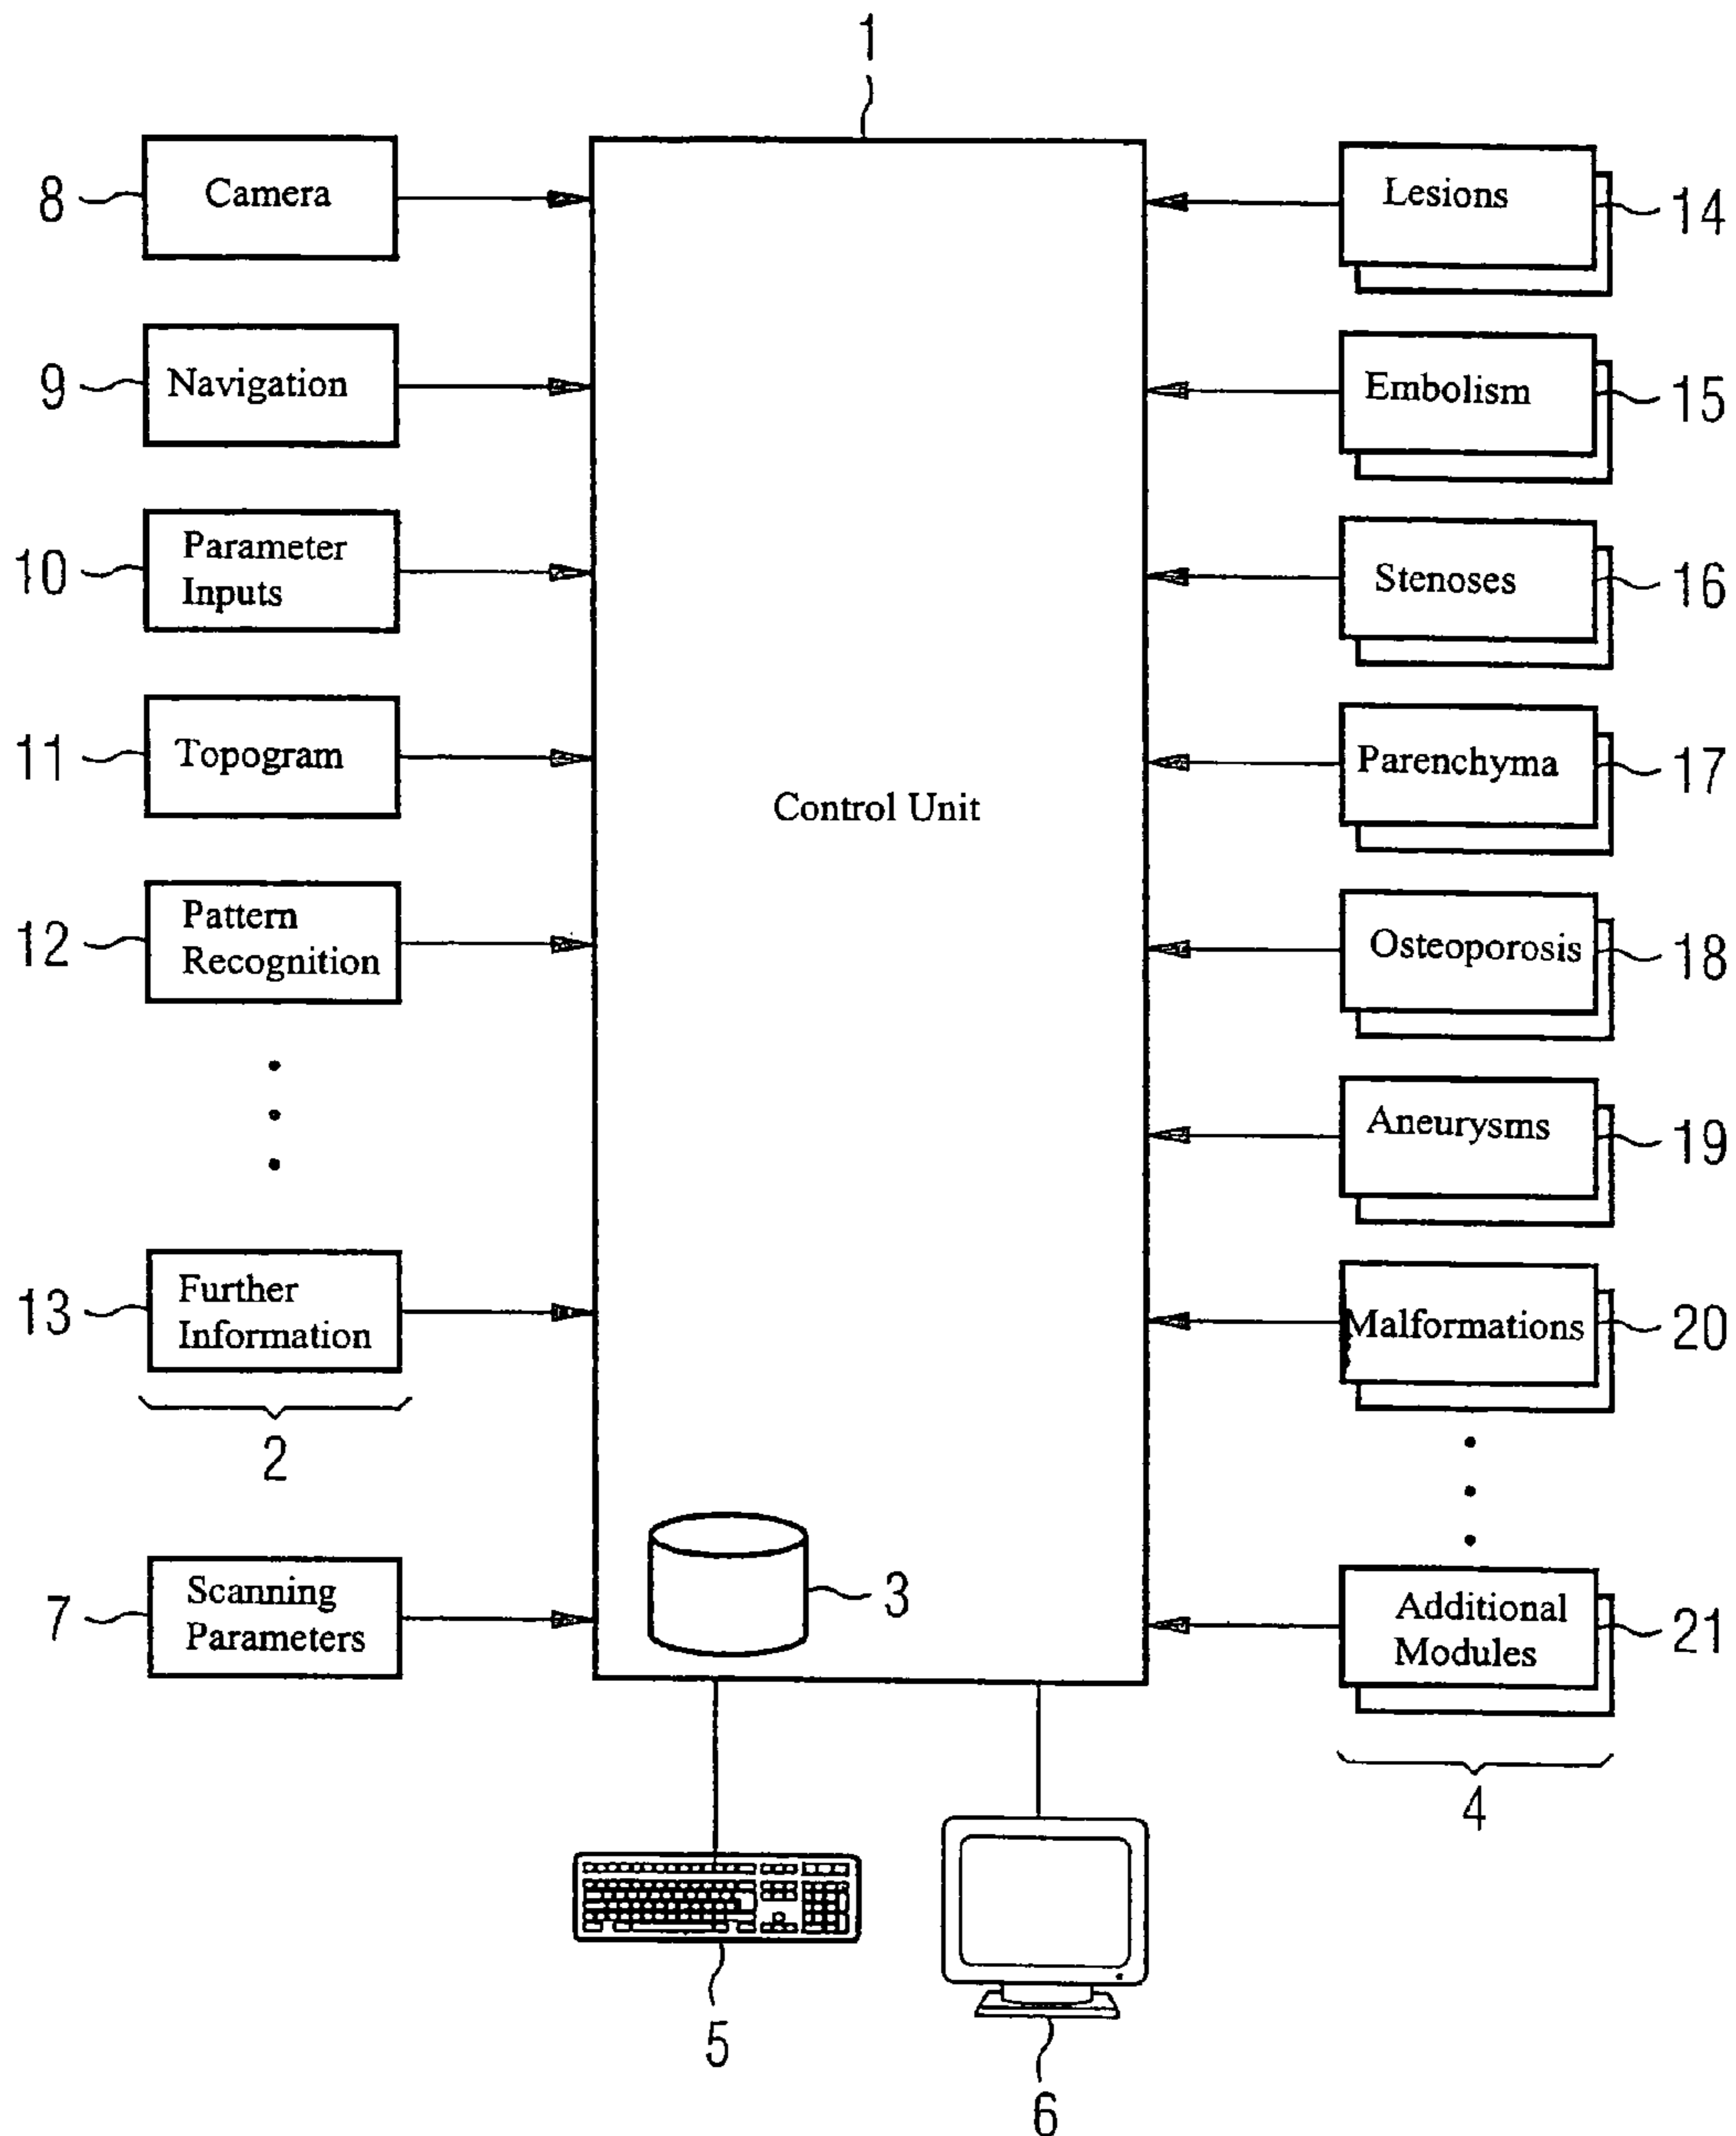 1
8
Camera
9
Navigation
10
Parameter
Inputs
11
Topogram
12
Pattern
Recognition
13
Further
Information
2
7
Scanning
Parameters
Control Unit
3
5
6
Lesions
14
Embolism
15
Stenoses
16
Parenchyma
17
Osteoporosis
18
Aneurysms
19
Malformations
20
Additional
Modules
21
4